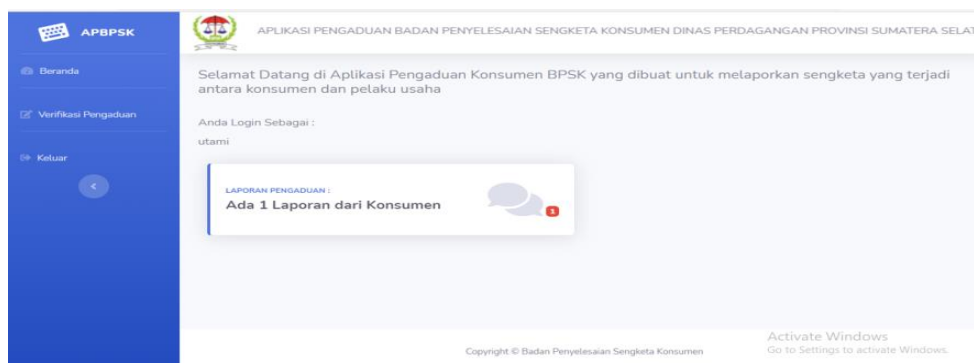 APBPSK
APLIKASI PENGADUAN BADAN PENYELESAIAN SENGKETA KONSUMEN DINAS PERDAGANGAN PROVINSI SUMATERA SELAT
Beranda
Verifikasi Pengaduan
Keluar
Selamat Datang di Aplikasi Pengaduan Konsumen BPSK yang dibuat untuk melaporkan sengketa yang terjadi
antara konsumen dan pelaku usaha
Anda Login Sebagai :
utami
LAPORAN PENGADUAN :
Ada 1 Laporan dari Konsumen
1
Copyright © Badan Penyelesaian Sengketa Konsumen
Activate Windows
Go to Settings to activate Windows.